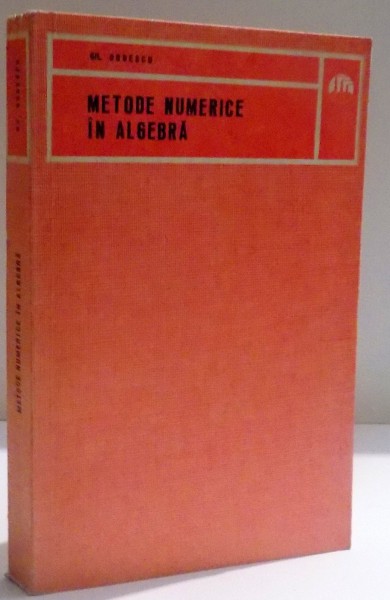 METODE NUMERICE
ÎN ALGEBRĂ
METODE NUMERICE ÎN ALGEBRĂ